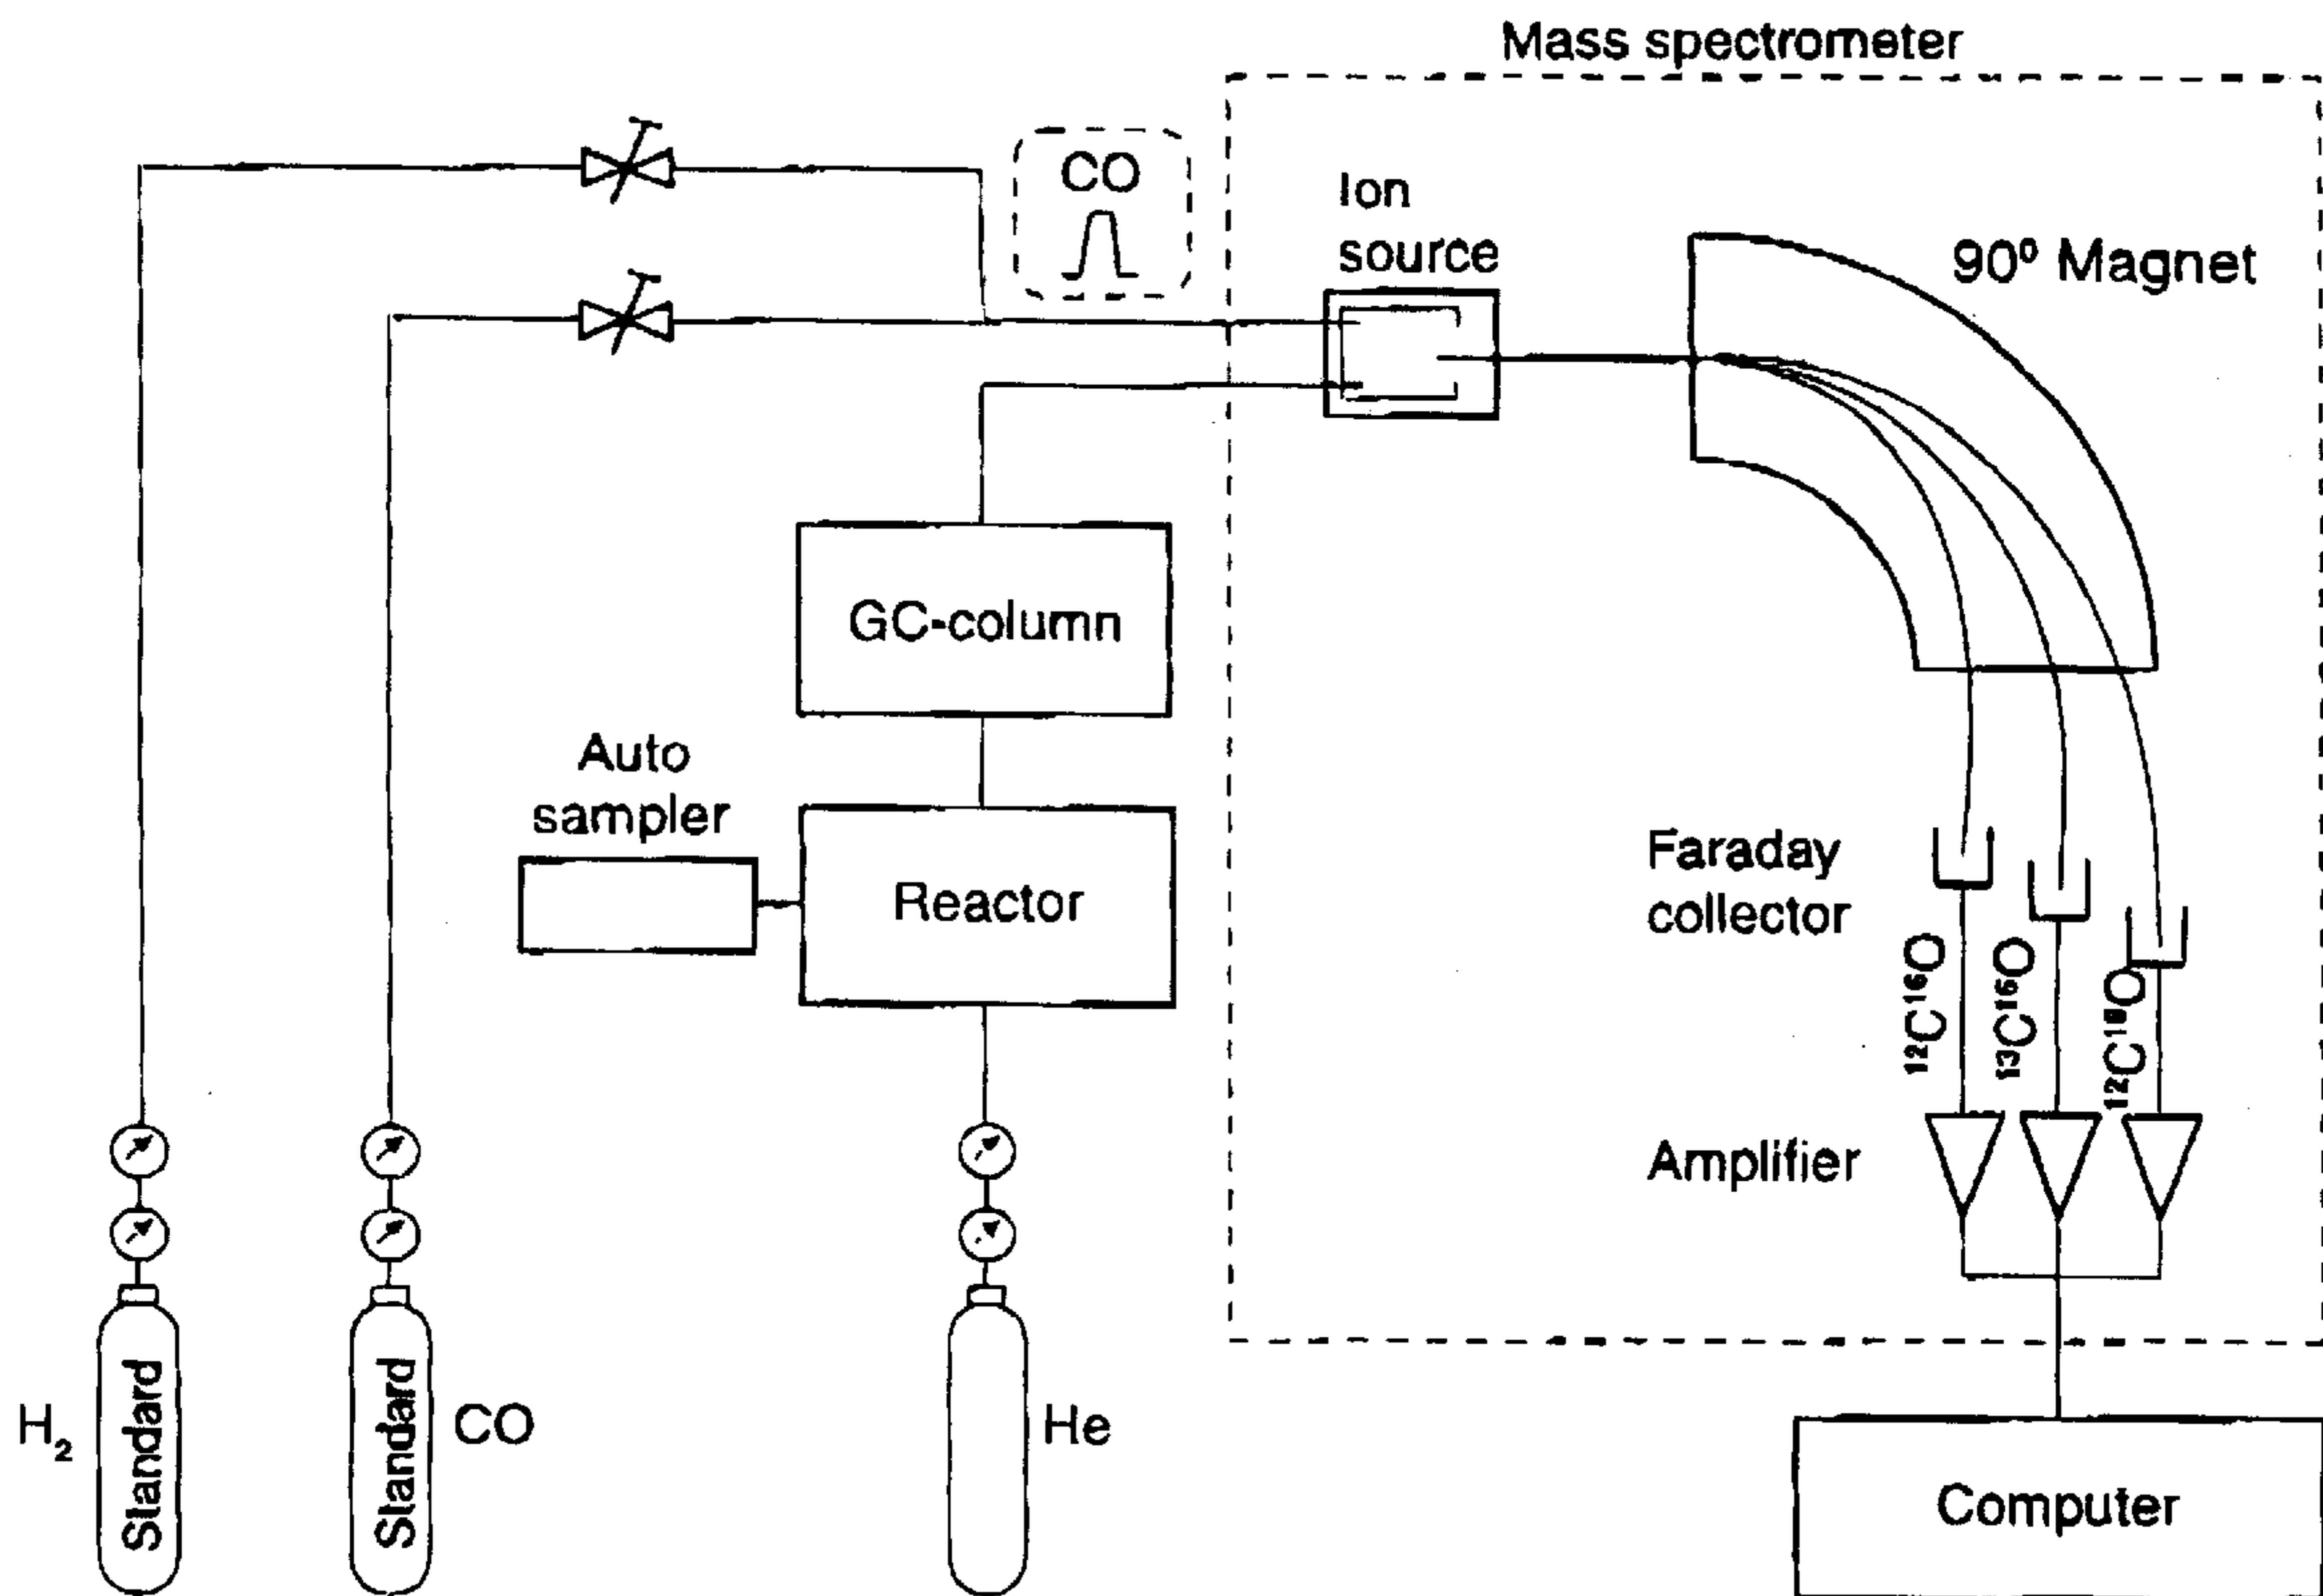 Mass spectrometer
CO
Ion
source
90⁰ Magnet
GC-column
Auto
sampler
Reactor
Faraday
collector
¹²C¹⁶O
¹³C¹⁶O
¹²C¹⁸O
Amplifier
H₂
Standard
Standard
CO
He
Computer